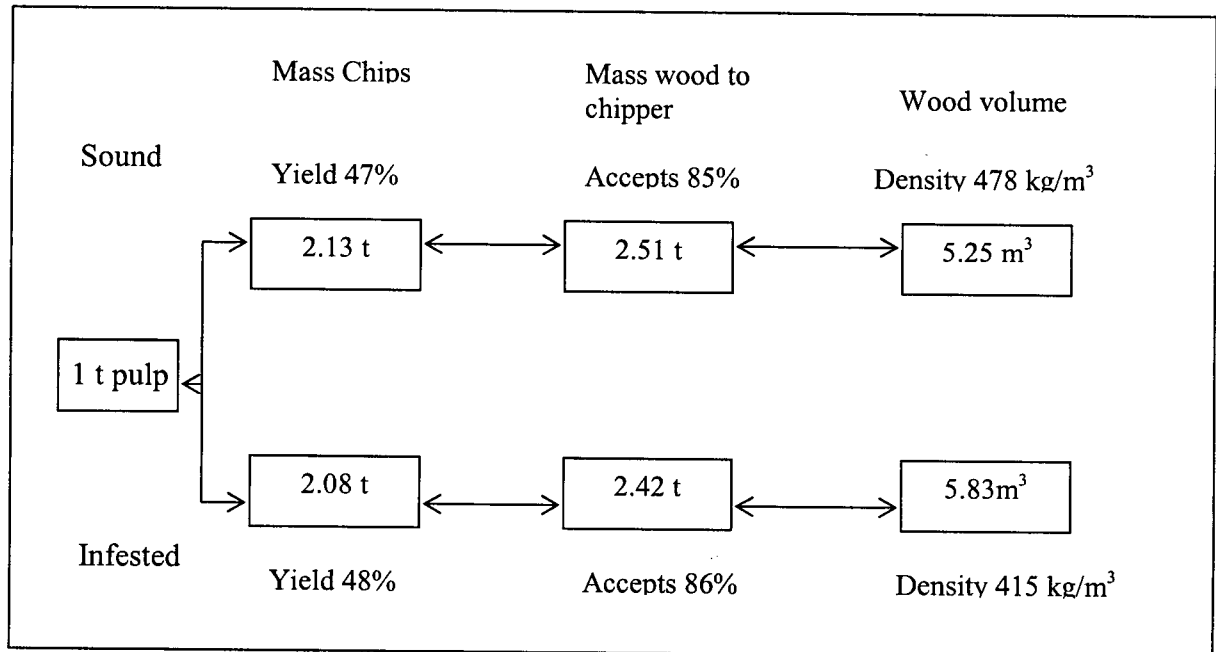 Mass Chips
Mass wood to
chipper
Wood volume
Sound
Yield 47%
Accepts 85%
Density 478 kg/m³
2.13 t
2.51 t
5.25 m³
1 t pulp
2.08 t
2.42 t
5.83m³
Infested
Yield 48%
Accepts 86%
Density 415 kg/m³